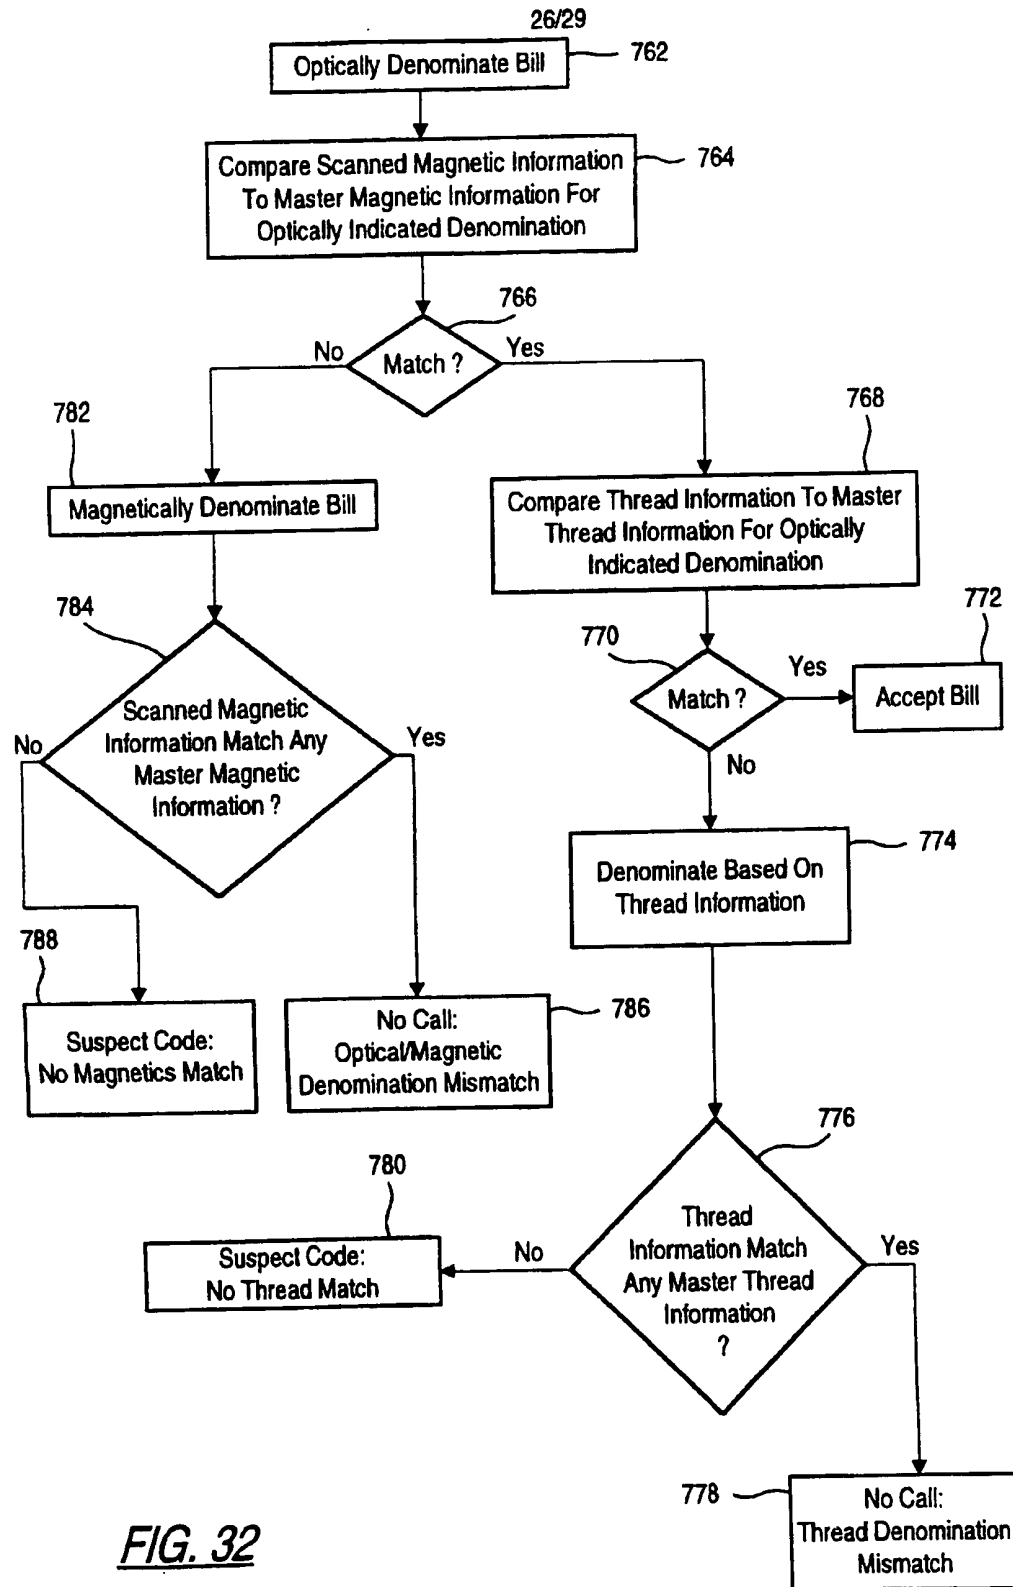 26/29
Optically Denominate Bill
762
Compare Scanned Magnetic Information
To Master Magnetic Information For
Optically Indicated Denomination
764
766
Match ?
No
Yes
782
Magnetically Denominate Bill
768
Compare Thread Information To Master
Thread Information For Optically
Indicated Denomination
784
Scanned Magnetic
Information Match Any
Master Magnetic
Information ?
No
Yes
770
Match ?
Yes
No
772
Accept Bill
774
Denominate Based On
Thread Information
788
Suspect Code:
No Magnetics Match
786
No Call:
Optical/Magnetic
Denomination Mismatch
776
Thread
Information Match
Any Master Thread
Information
?
No
Yes
780
Suspect Code:
No Thread Match
778
No Call:
Thread Denomination
Mismatch
FIG. 32